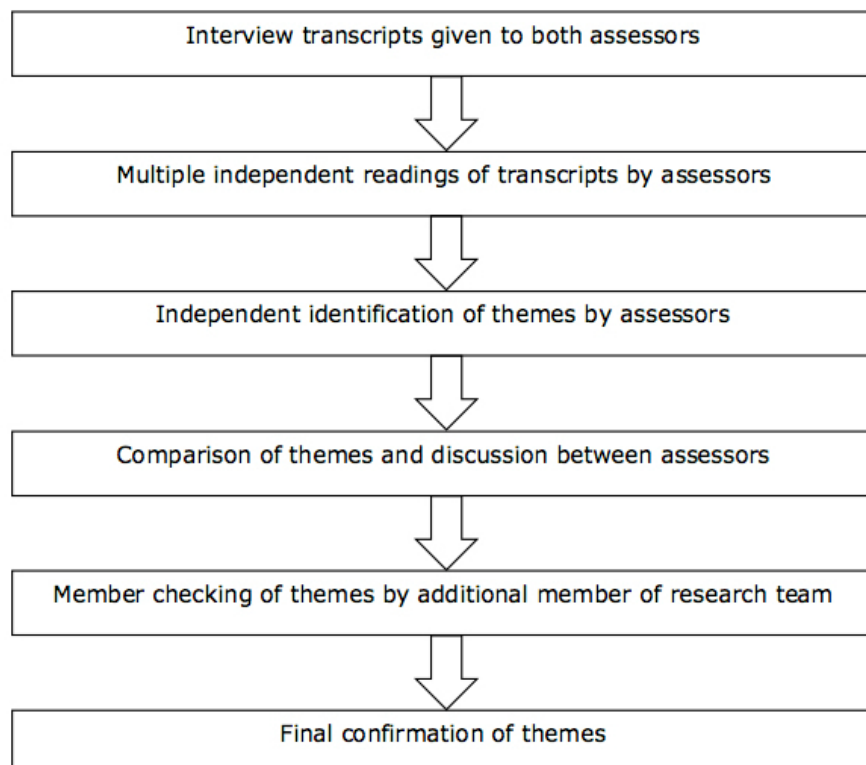 Interview transcripts given to both assessors
Multiple independent readings of transcripts by assessors
Independent identification of themes by assessors
Comparison of themes and discussion between assessors
Member checking of themes by additional member of research team
Final confirmation of themes